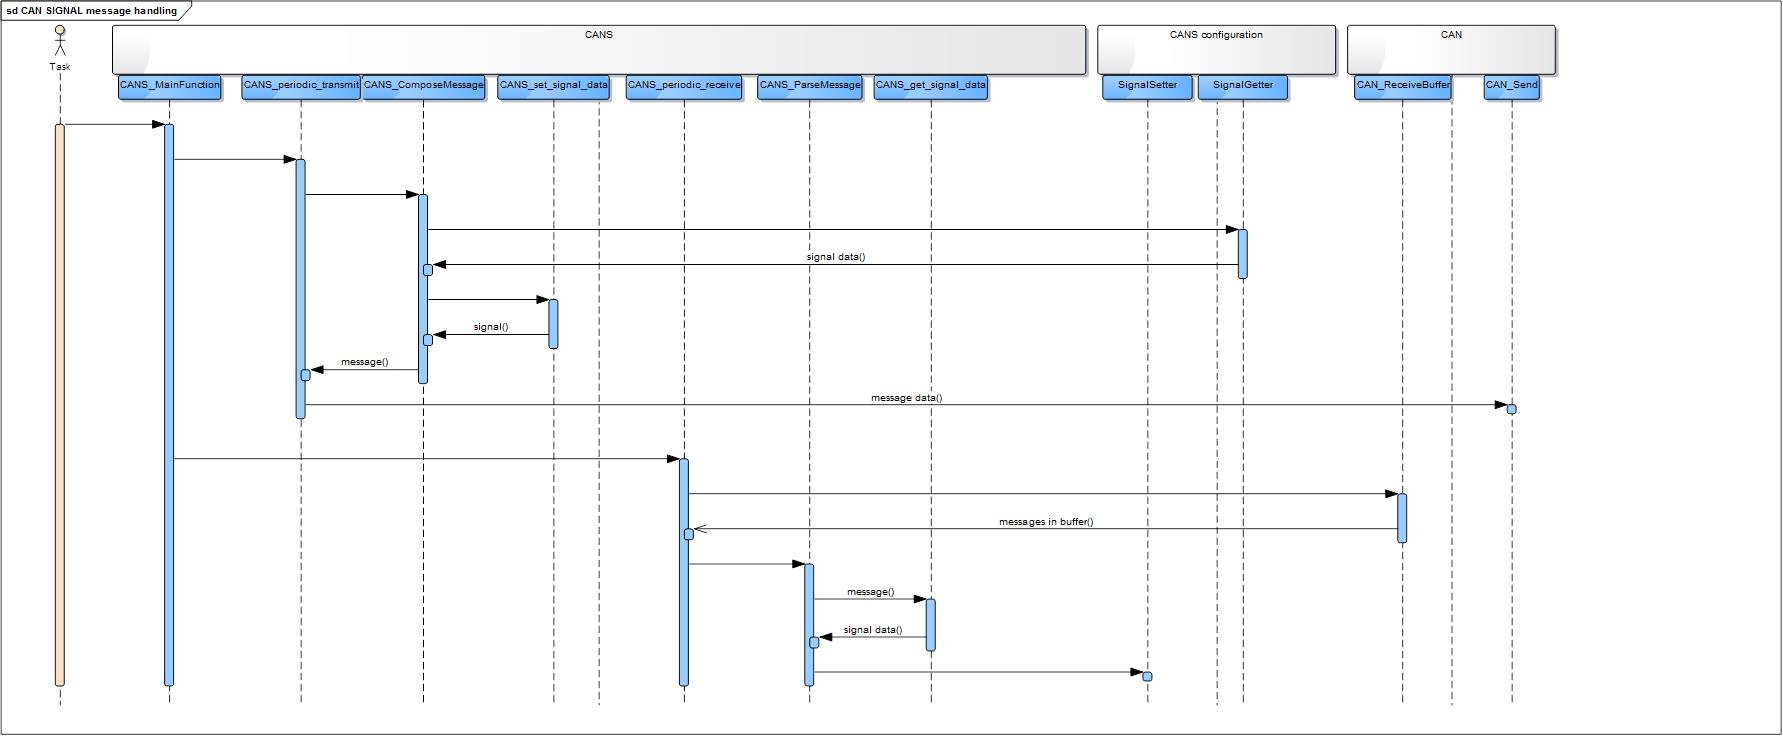 sd CAN SIGNAL message handling
Task
CANS
CANS configuration
CAN
CANS_MainFunction
CANS_periodic_transmit
CANS_ComposeMessage
CANS_set_signal_data
CANS_periodic_receive
CANS_ParseMessage
CANS_get_signal_data
SignalSetter
SignalGetter
CAN_ReceiveBuffer
CAN_Send
signal data()
signal()
message()
message data()
messages in buffer()
message()
signal data()